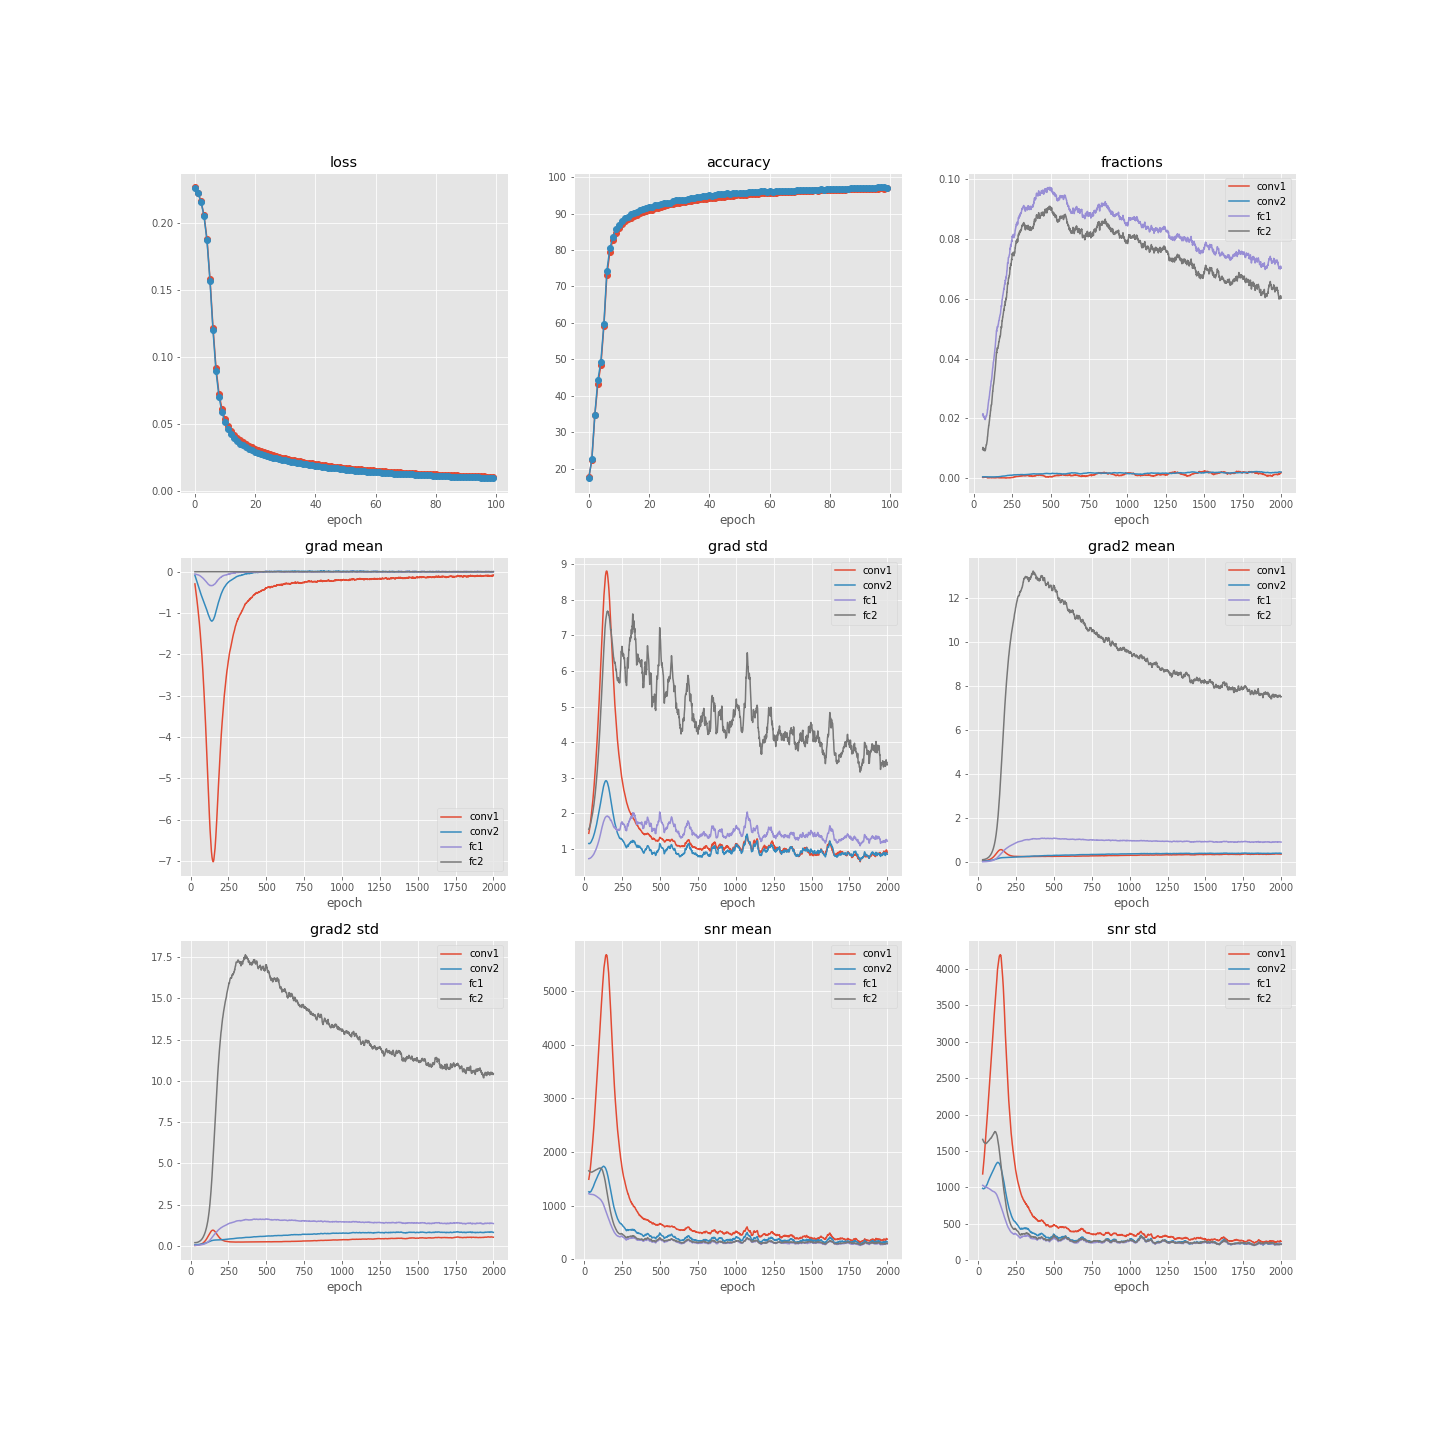 loss
0.20
0.15
0.10
0.05
0.00
0 20 40 60 80 100
epoch
accuracy
100
90
80
70
60
50
40
30
20
0 20 40 60 80 100
epoch
fractions
0.10
0.08
0.06
0.04
0.02
0.00
conv1
conv2
fc1
fc2
0 250 500 750 1000 1250 1500 1750 2000
epoch
grad mean
0
−1
−2
−3
−4
−5
−6
−7
conv1
conv2
fc1
fc2
0 250 500 750 1000 1250 1500 1750 2000
epoch
grad std
9
8
7
6
5
4
3
2
1
conv1
conv2
fc1
fc2
0 250 500 750 1000 1250 1500 1750 2000
epoch
grad2 mean
12
10
8
6
4
2
0
conv1
conv2
fc1
fc2
0 250 500 750 1000 1250 1500 1750 2000
epoch
grad2 std
17.5
15.0
12.5
10.0
7.5
5.0
2.5
0.0
conv1
conv2
fc1
fc2
0 250 500 750 1000 1250 1500 1750 2000
epoch
snr mean
5000
4000
3000
2000
1000
0
conv1
conv2
fc1
fc2
0 250 500 750 1000 1250 1500 1750 2000
epoch
snr std
4000
3500
3000
2500
2000
1500
1000
500
0
conv1
conv2
fc1
fc2
0 250 500 750 1000 1250 1500 1750 2000
epoch